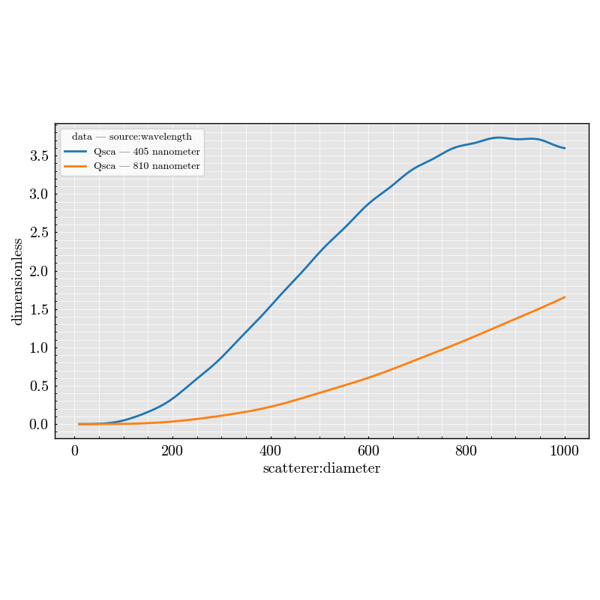 data — source:wavelength
Qsca — 405 nanometer
Qsca — 810 nanometer
3.5
3.0
2.5
2.0
1.5
1.0
0.5
0.0
dimensionless
0 200 400 600 800 1000
scatterer:diameter